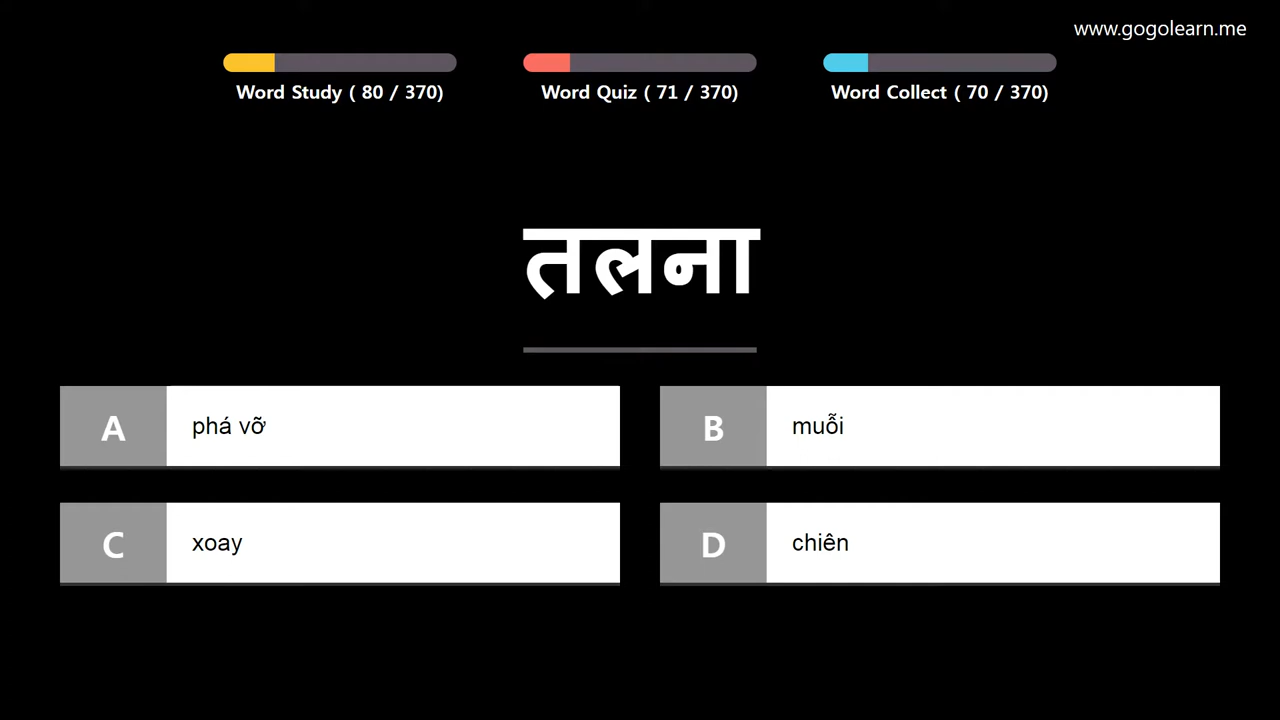 www.gogolearn.me
Word Study ( 80 / 370)
Word Quiz ( 71 / 370)
Word Collect ( 70 / 370)
तलना
A
phá vỡ
B
muỗi
C
xoay
D
chiên